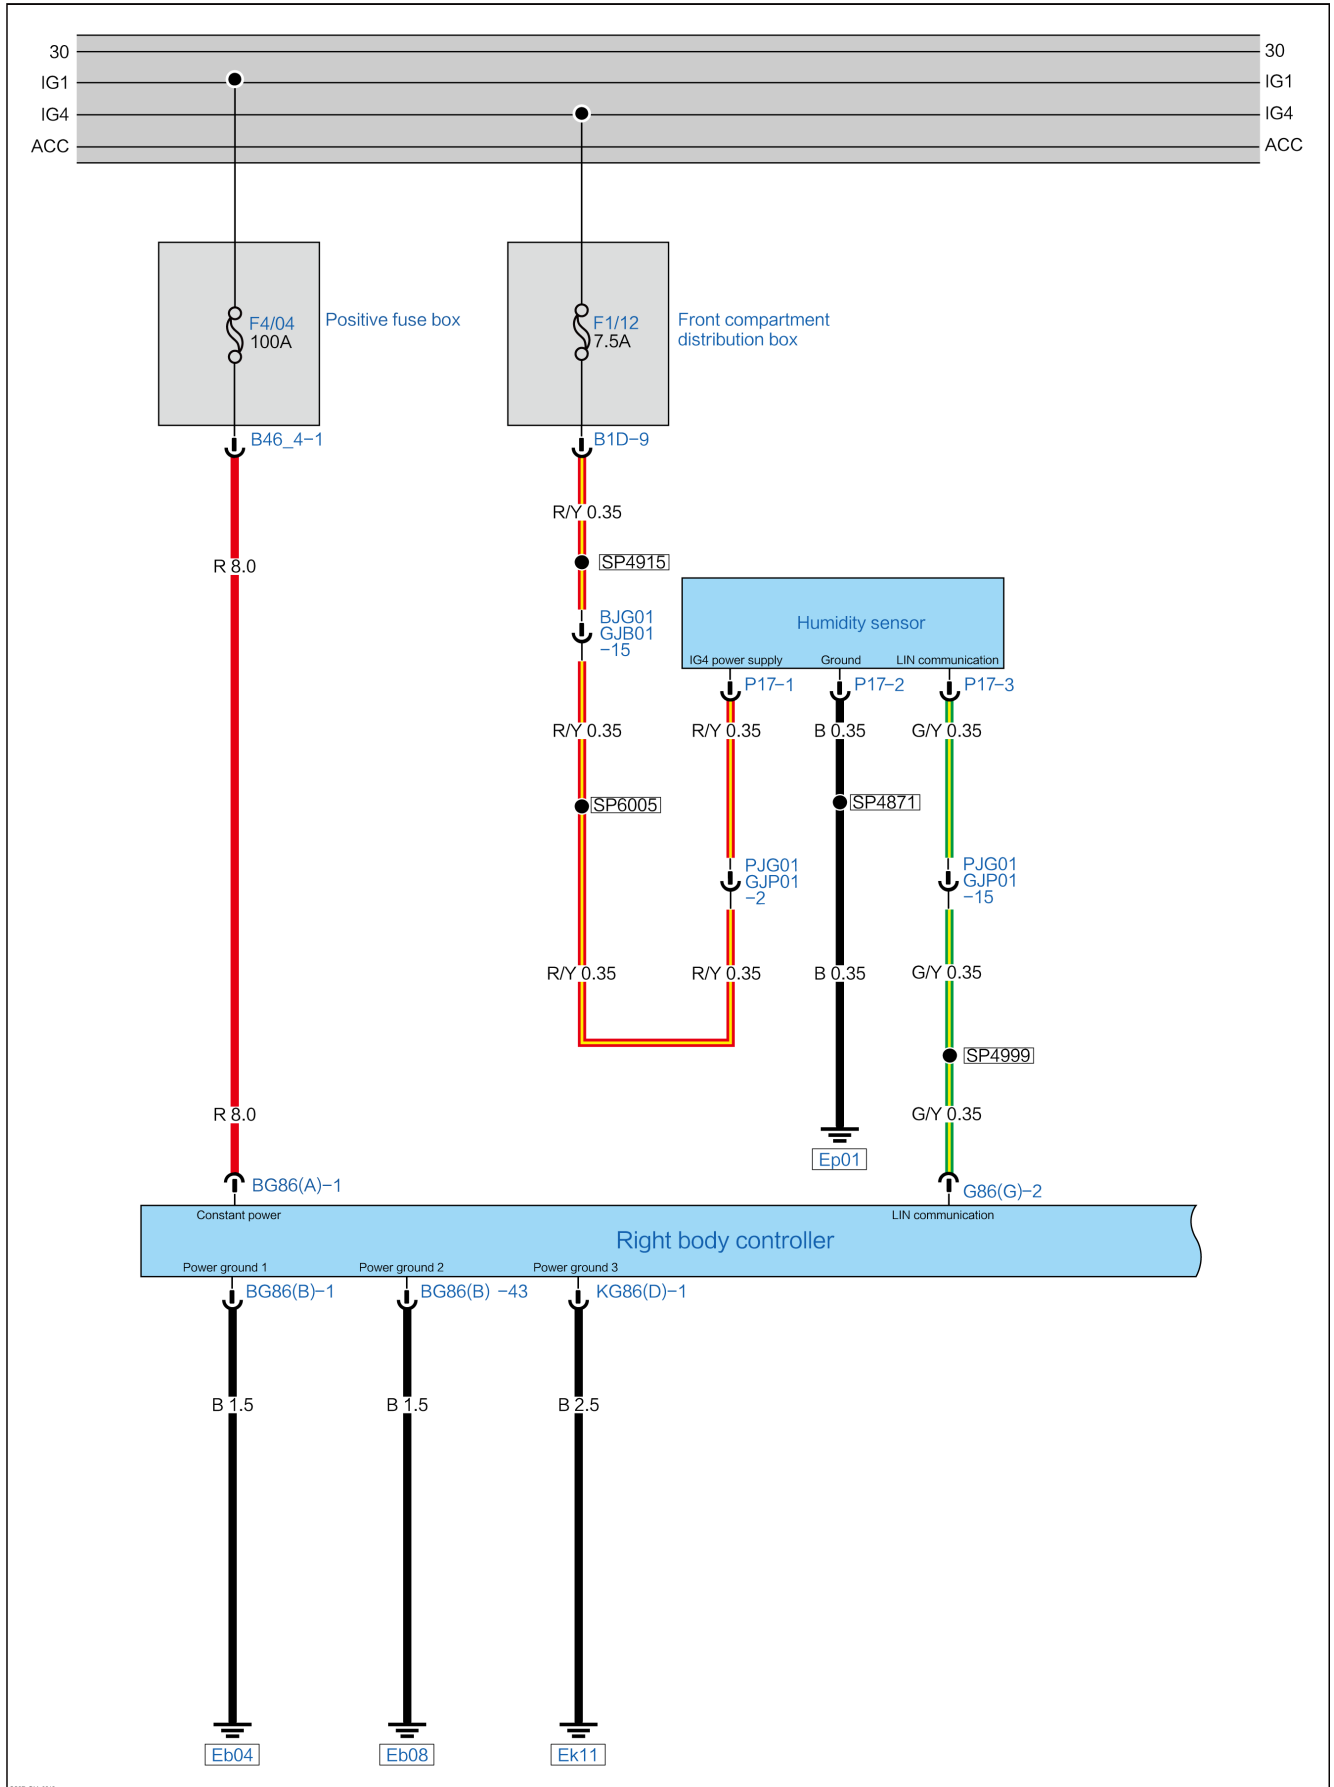 30
30
IG1
IG1
IG4
IG4
ACC
ACC
F4/04
100A
Positive fuse box
F1/12
7.5A
Front compartment
distribution box
B46_4-1
B1D-9
R/Y 0.35
R 8.0
SP4915
BJG01
GJB01
-15
Humidity sensor
IG4 power supply
Ground
LIN communication
P17-1
P17-2
P17-3
R/Y 0.35
R/Y 0.35
B 0.35
G/Y 0.35
SP6005
SP4871
PJG01
GJP01
-2
PJG01
GJP01
-15
R/Y 0.35
R/Y 0.35
B 0.35
G/Y 0.35
SP4999
R 8.0
G/Y 0.35
Ep01
BG86(A)-1
G86(G)-2
Constant power
LIN communication
Right body controller
Power ground 1
Power ground 2
Power ground 3
BG86(B)-1
BG86(B) -43
KG86(D)-1
B 1.5
B 1.5
B 2.5
Eb04
Eb08
Ek11